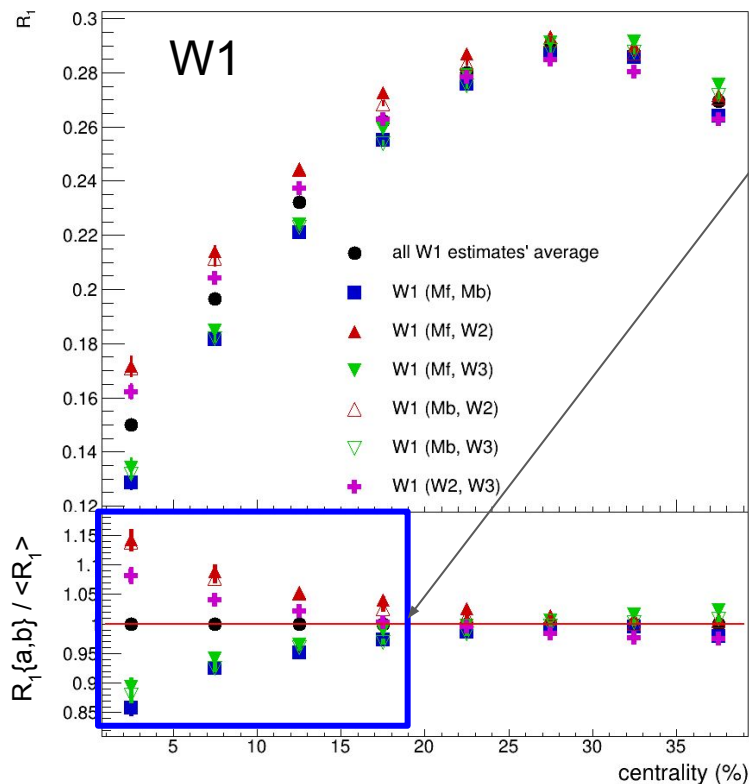 R₁
W1
0.3
0.28
0.26
0.24
0.22
0.2
0.18
0.16
0.14
0.12
all W1 estimates' average
W1 (Mf, Mb)
W1 (Mf, W2)
W1 (Mf, W3)
W1 (Mb, W2)
W1 (Mb, W3)
W1 (W2, W3)
R₁{a,b} / <R₁>
1.15
1.1
1.05
1
0.95
0.9
0.85
5 10 15 20 25 30 35
centrality (%)